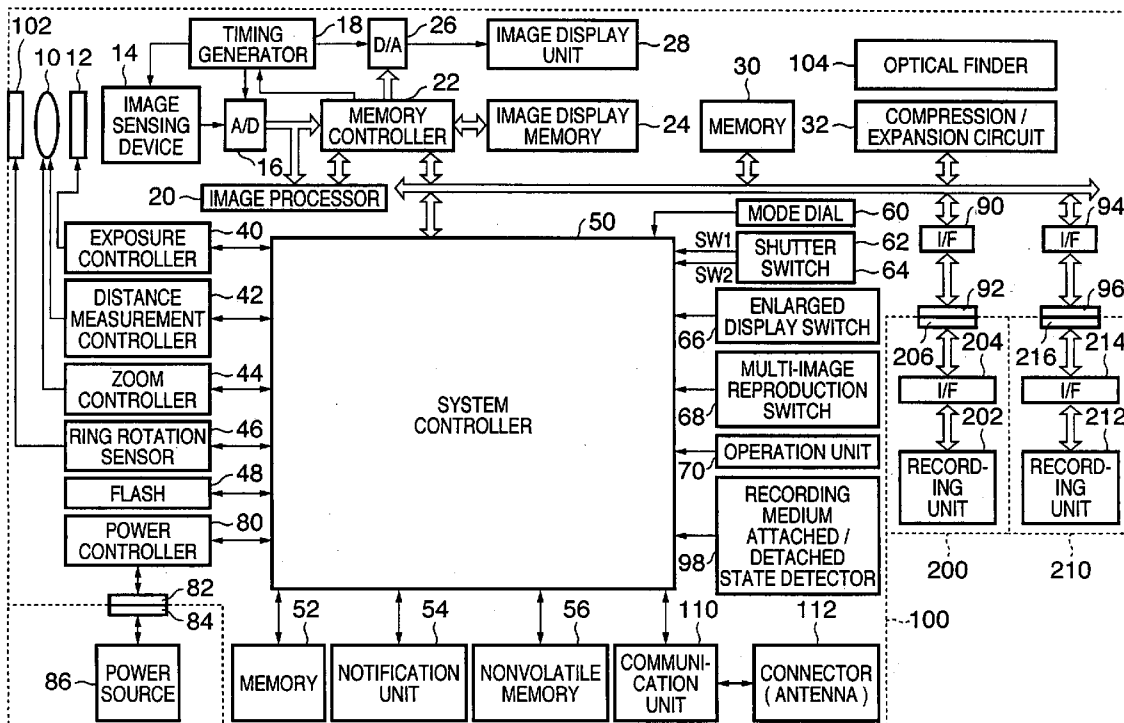 102
10
12
14
18
TIMING
GENERATOR
26
D/A
IMAGE DISPLAY
UNIT
28
104
OPTICAL FINDER
IMAGE
SENSING
DEVICE
A/D
16
22
MEMORY
CONTROLLER
IMAGE DISPLAY
MEMORY
24
30
MEMORY
32
COMPRESSION /
EXPANSION CIRCUIT
20
IMAGE PROCESSOR
50
SYSTEM
CONTROLLER
EXPOSURE
CONTROLLER
40
DISTANCE
MEASUREMENT
CONTROLLER
42
ZOOM
CONTROLLER
44
RING ROTATION
SENSOR
46
FLASH
48
POWER
CONTROLLER
80
82
84
86
POWER
SOURCE
MODE DIAL
60
SW1
SW2
SHUTTER
SWITCH
62
64
ENLARGED
DISPLAY SWITCH
66
MULTI-IMAGE
REPRODUCTION
SWITCH
68
OPERATION UNIT
70
RECORDING
MEDIUM
ATTACHED /
DETACHED
STATE DETECTOR
98
90
I/F
94
I/F
92
96
206
204
216
214
I/F
I/F
202
212
RECORD-
ING
UNIT
RECORD-
ING
UNIT
200
210
100
52
MEMORY
54
NOTIFICATION
UNIT
56
NONVOLATILE
MEMORY
110
COMMUNI-
CATION
UNIT
112
CONNECTOR
( ANTENNA )